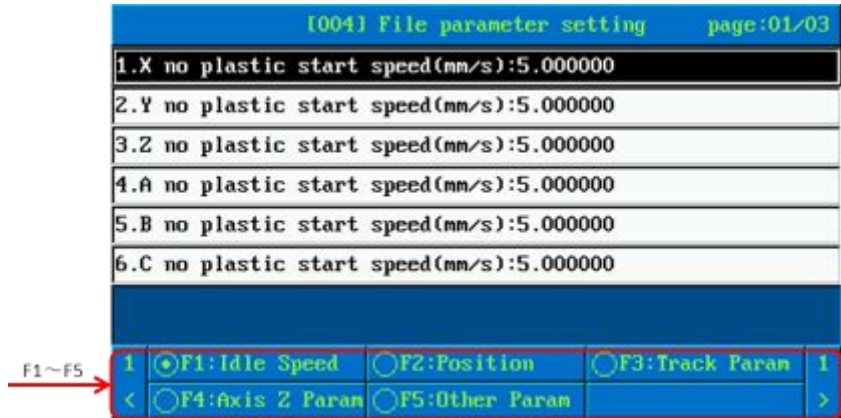 [004] File parameter setting page:01/03
1.X no plastic start speed(mm/s):5.000000
2.Y no plastic start speed(mm/s):5.000000
3.Z no plastic start speed(mm/s):5.000000
4.A no plastic start speed(mm/s):5.000000
5.B no plastic start speed(mm/s):5.000000
6.C no plastic start speed(mm/s):5.000000
F1～F5
1 F1:Idle Speed F2:Position F3:Track Param 1
< F4:Axis Z Param F5:Other Param >